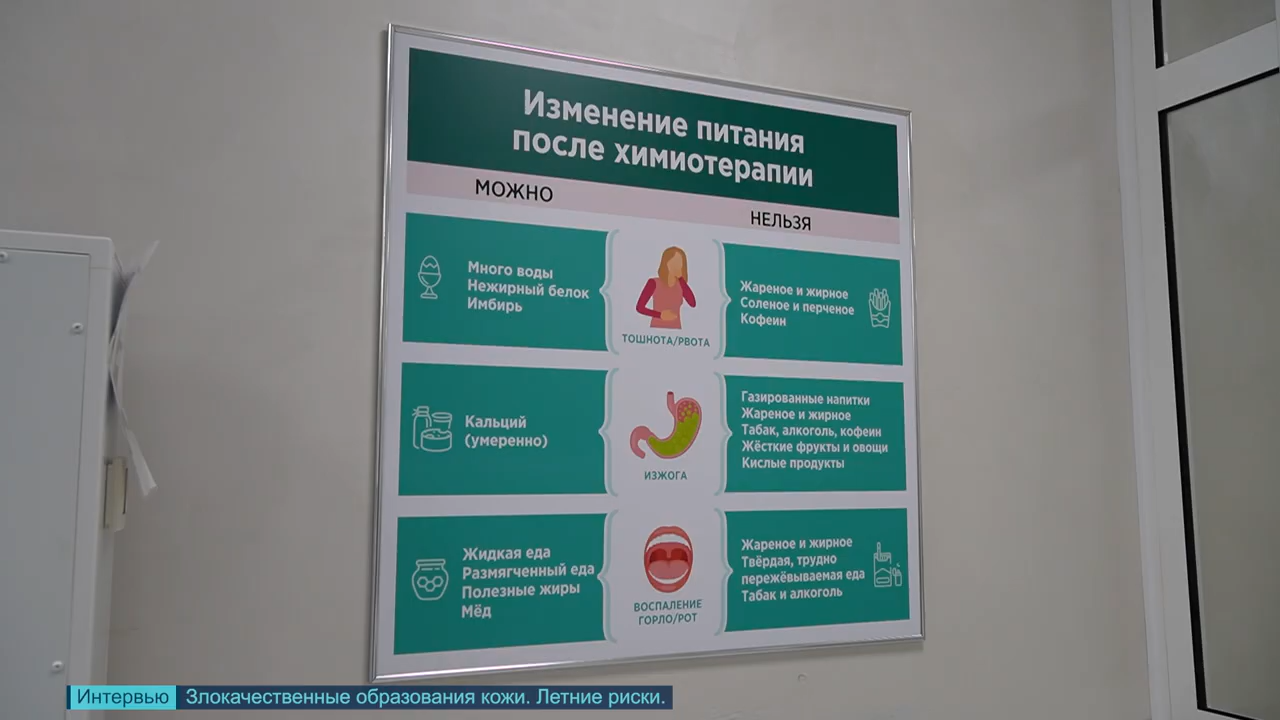 Изменение питания
после химиотерапии
МОЖНО
НЕЛЬЗЯ
Много воды
Нежирный белок
Имбирь
ТОШНОТА/РВОТА
Жареное и жирное
Соленое и перченое
Кофеин
Кальций
(умеренно)
ИЗЖОГА
Газированные напитки
Жареное и жирное
Табак, алкоголь, кофеин
Жёсткие фрукты и овощи
Кислые продукты
Жидкая еда
Размягченный еда
Полезные жиры
Мёд
ВОСПАЛЕНИЕ
ГОРЛО/РОТ
Жареное и жирное
Твёрдая, трудно
пережёвываемая еда
Табак и алкоголь
Интервью Злокачественные образования кожи. Летние риски.